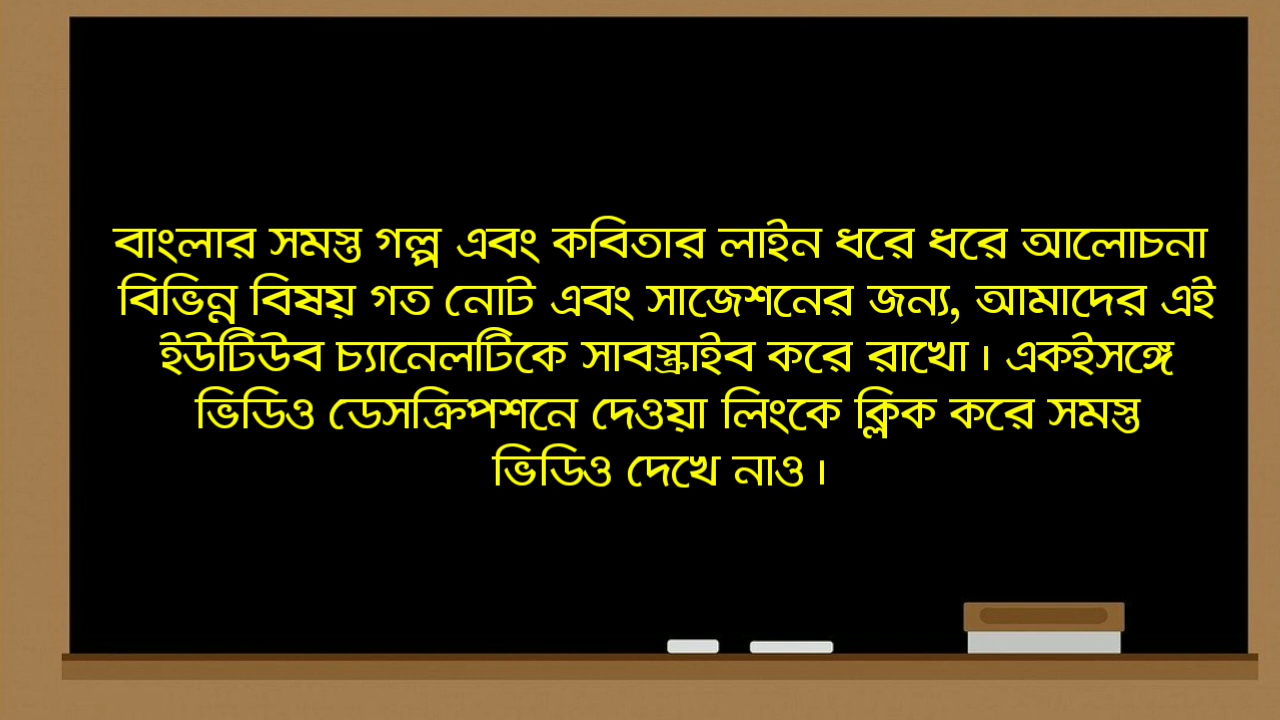 বাংলার সমস্ত গল্প এবং কবিতার লাইন ধরে ধরে আলোচনা
বিভিন্ন বিষয় গত নোট এবং সাজেশনের জন্য, আমাদের এই
ইউটিউব চ্যানেলটিকে সাবস্ক্রাইব করে রাখো। একইসঙ্গে
ভিডিও ডেসক্রিপশনে দেওয়া লিংকে ক্লিক করে সমস্ত
ভিডিও দেখে নাও।